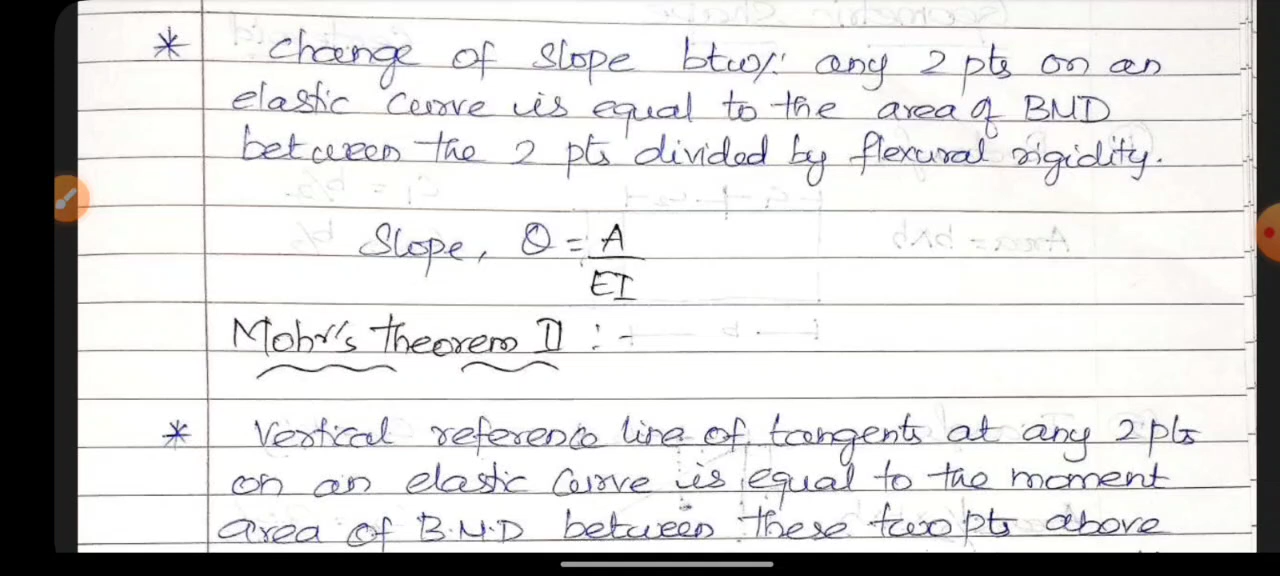 * Change of slope btw/: any 2 pts on an
elastic curve is equal to the area of BMD
between the 2 pts divided by flexural rigidity.
Slope, θ = A
EI
Mohr's theorem II : -
* Vertical reference line of tangents at any 2 pts
on an elastic curve is equal to the moment
area of B.M.D between these two pts above